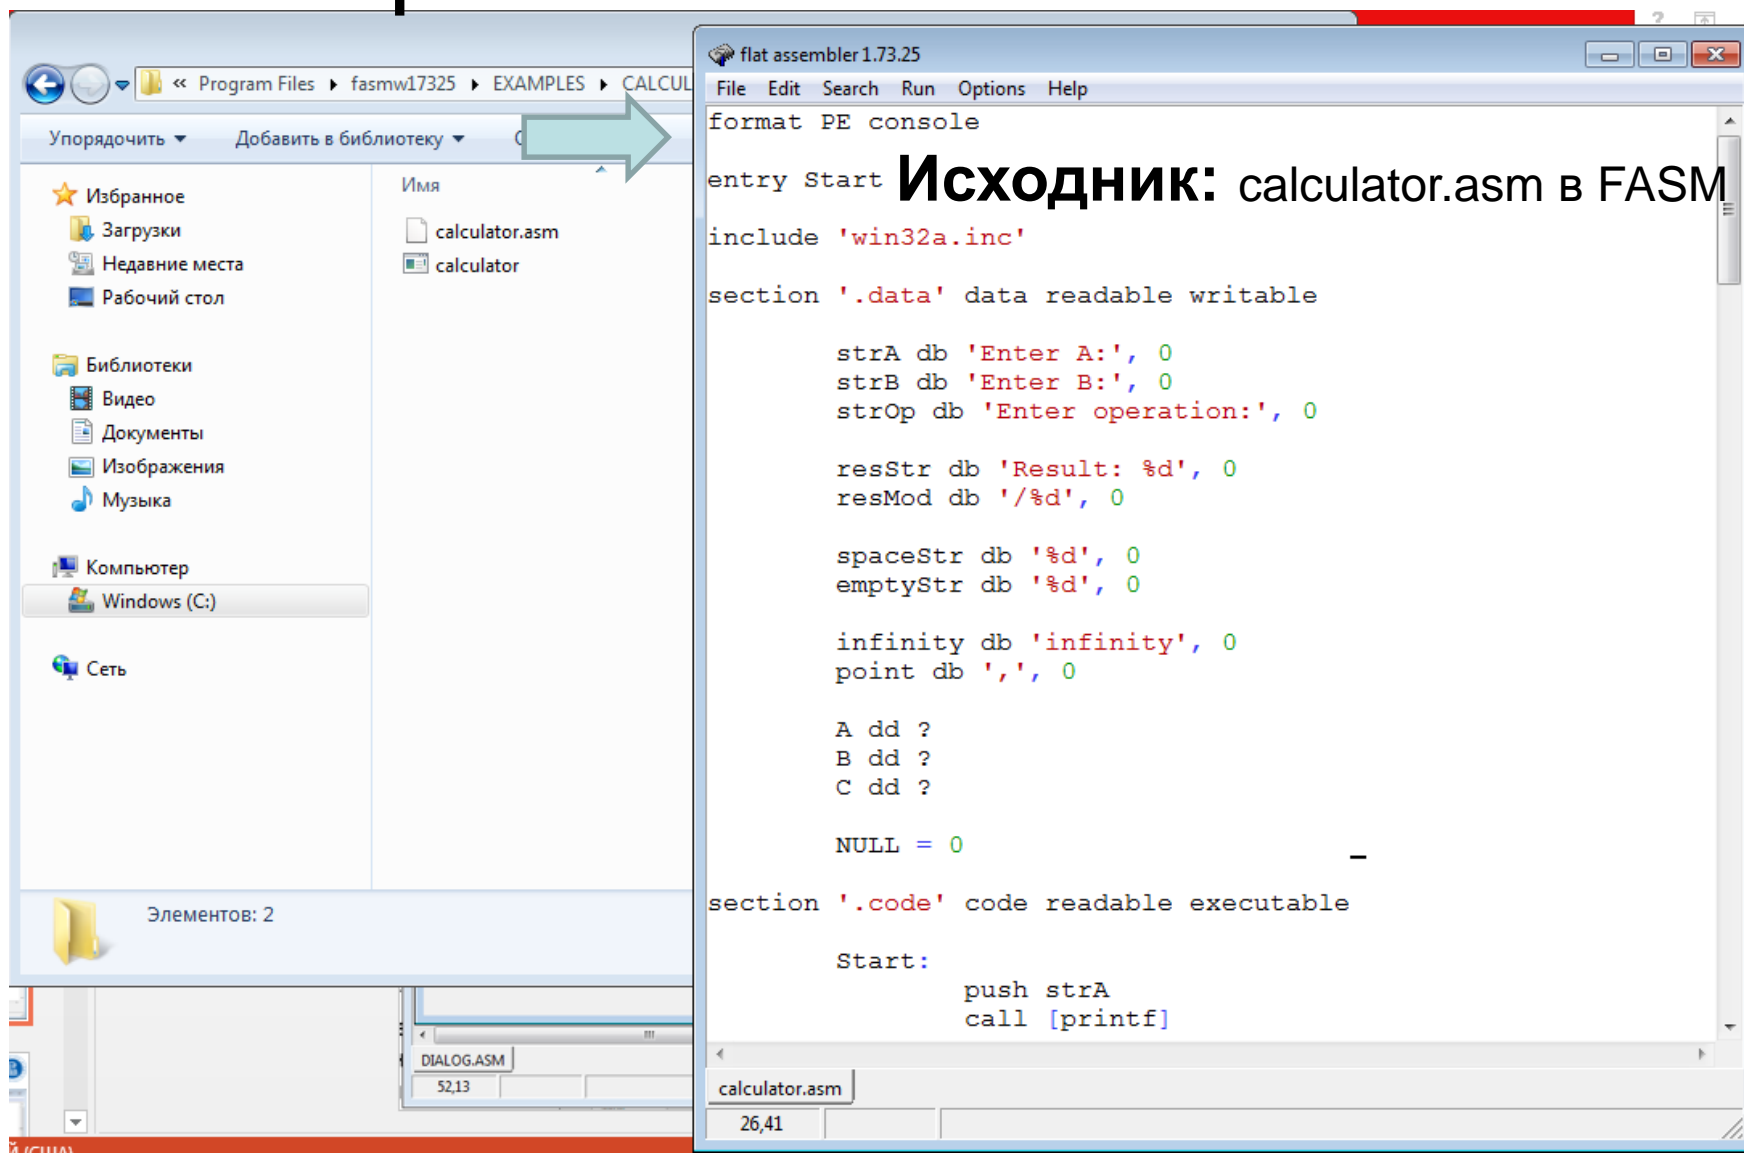 « Program Files ▸ fasmw17325 ▸ EXAMPLES ▸ CALCUL
Упорядочить ▾ Добавить в библиотеку ▾
Избранное
Загрузки
Недавние места
Рабочий стол
Библиотеки
Видео
Документы
Изображения
Музыка
Компьютер
Windows (C:)
Сеть
Имя
calculator.asm
calculator
Элементов: 2
DIALOG.ASM
52,13
flat assembler 1.73.25
File Edit Search Run Options Help
Исходник: calculator.asm в FASM
format PE console
entry Start
include 'win32a.inc'
section '.data' data readable writable
strA db 'Enter A:', 0
strB db 'Enter B:', 0
strOp db 'Enter operation:', 0
resStr db 'Result: %d', 0
resMod db '/%d', 0
spaceStr db '%d', 0
emptyStr db '%d', 0
infinity db 'infinity', 0
point db ',', 0
A dd ?
B dd ?
C dd ?
NULL = 0
section '.code' code readable executable
Start:
push strA
call [printf]
calculator.asm
26,41